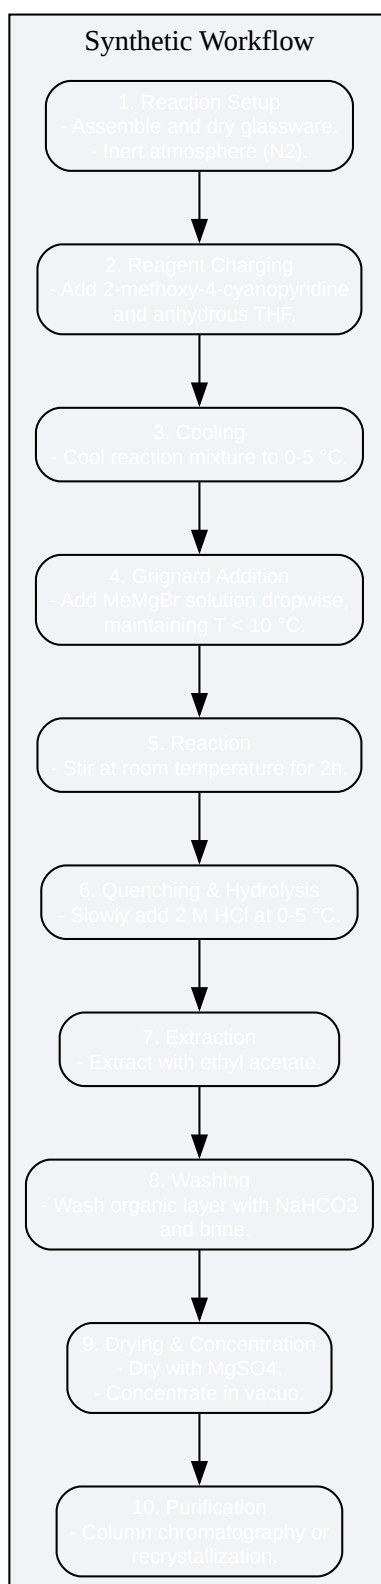 Synthetic Workflow
1. Reaction Setup
- Assemble and dry glassware.
- Inert atmosphere (N2).
2. Reagent Charging
- Add 2-methoxy-4-cyanopyridine
and anhydrous THF.
3. Cooling
- Cool reaction mixture to 0-5 °C.
4. Grignard Addition
- Add MeMgBr solution dropwise,
maintaining T < 10 °C.
5. Reaction
- Stir at room temperature for 2h.
6. Quenching & Hydrolysis
- Slowly add 2 M HCl at 0-5 °C.
7. Extraction
- Extract with ethyl acetate.
8. Washing
- Wash organic layer with NaHCO3
and brine.
9. Drying & Concentration
- Dry with MgSO4.
- Concentrate in vacuo.
10. Purification
- Column chromatography or
recrystallization.